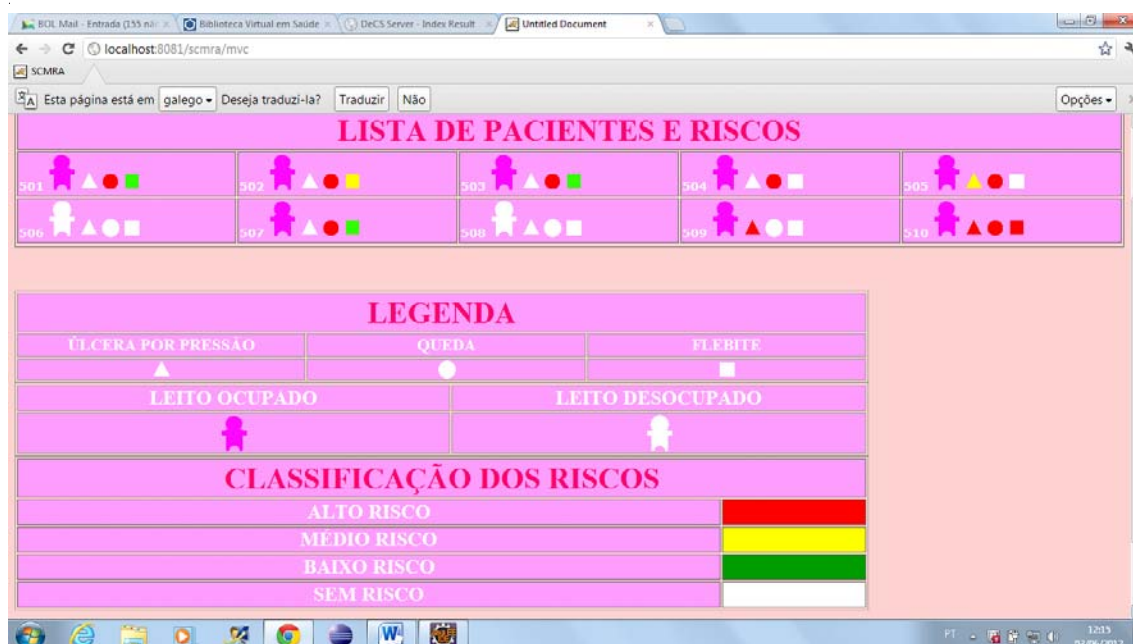 BOL Mail - Entrada (155 nã
Biblioteca Virtual em Saúde
DeCS Server - Index Result
Untitled Document
localhost:8081/scmra/mvc
SCMRA
Esta página está em galego Deseja traduzi-la? Traduzir Não Opções
LISTA DE PACIENTES E RISCOS
501 502 503 504 505
506 507 508 509 510
LEGENDA
ÚLCERA POR PRESSÃO QUEDA FLEBITE
LEITO OCUPADO LEITO DESOCUPADO
CLASSIFICAÇÃO DOS RISCOS
ALTO RISCO
MÉDIO RISCO
BAIXO RISCO
SEM RISCO
PT 12:15